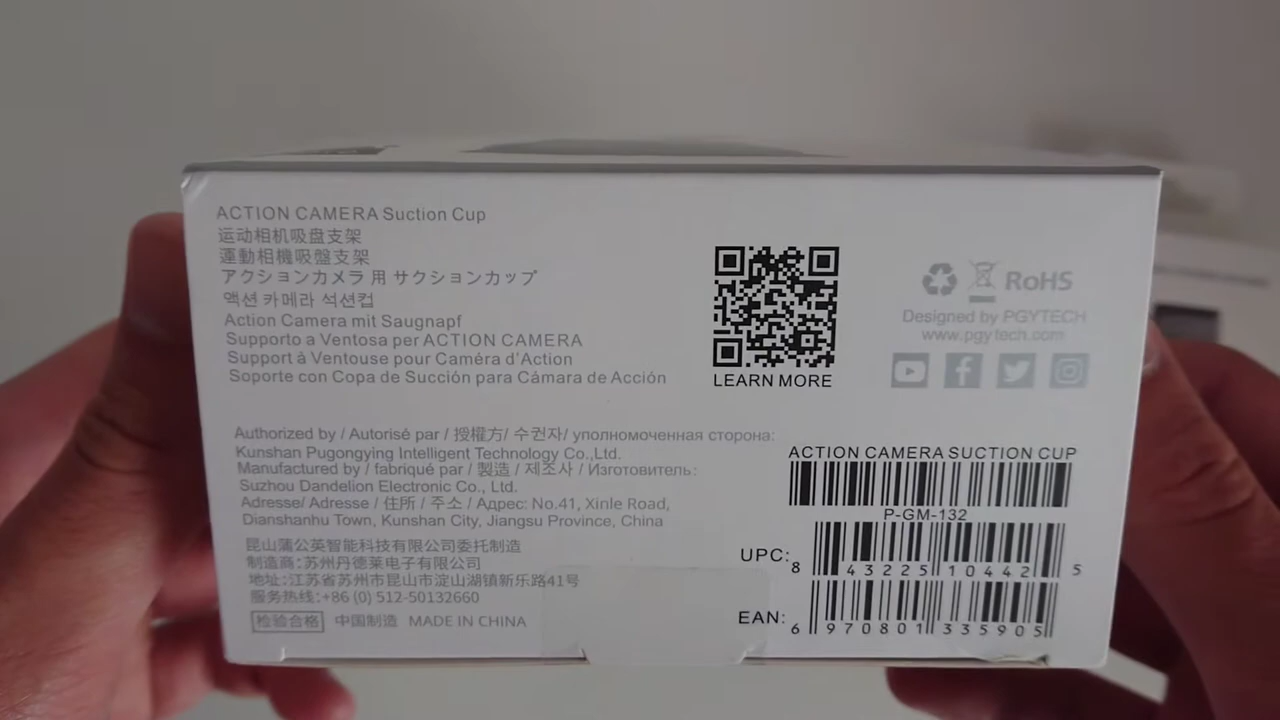 ACTION CAMERA Suction Cup
运动相机吸盘支架
運動相機吸盤支架
アクションカメラ 用 サクションカップ
액션 카메라 석션컵
Action Camera mit Saugnapf
Supporto a Ventosa per ACTION CAMERA
Support à Ventouse pour Caméra d'Action
Soporte con Copa de Succión para Cámara de Acción
LEARN MORE
RoHS
Designed by PGYTECH
www.pgytech.com
Authorized by / Autorisé par / 授權方/ 수권자/ уполномоченная сторона:
Kunshan Pugongying Intelligent Technology Co.,Ltd.
Manufactured by / fabriqué par / 製造 / 제조사 / Изготовитель:
Suzhou Dandelion Electronic Co., Ltd.
Adresse/ Adresse / 住所 / 주소 / Адрес: No.41, Xinle Road,
Dianshanhu Town, Kunshan City, Jiangsu Province, China
昆山蒲公英智能科技有限公司委托制造
制造商:苏州丹德莱电子有限公司
地址:江苏省苏州市昆山市淀山湖镇新乐路41号
服务热线:+86 (0) 512-50132660
检验合格 中国制造 MADE IN CHINA
ACTION CAMERA SUCTION CUP
P-GM-132
UPC: 8 43225 10442 5
EAN: 6 970801 335905